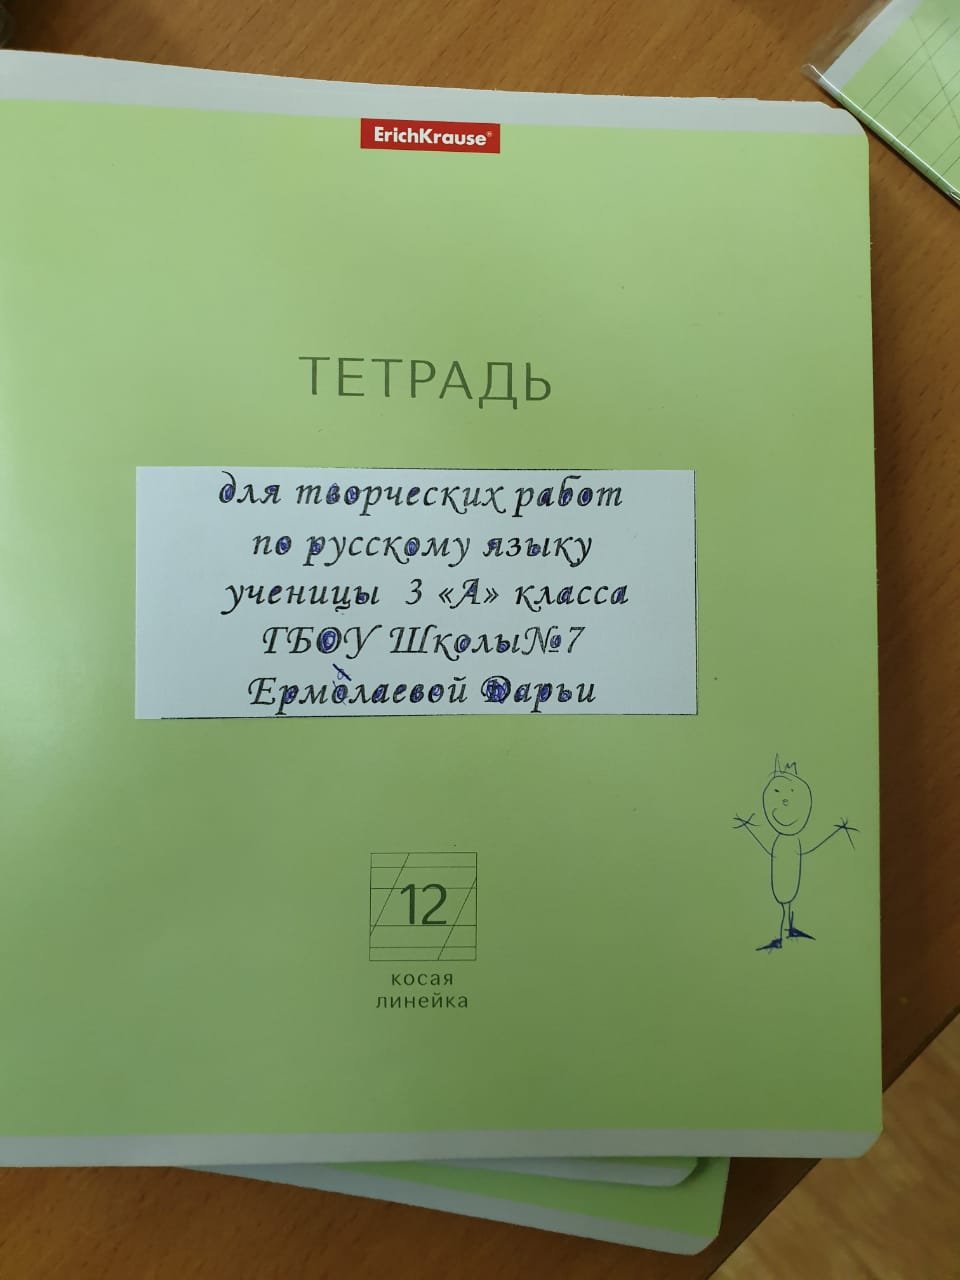 ErichKrause®
ТЕТРАДЬ
для творческих работ
по русскому языку
ученицы 3 «А» класса
ГБОУ Школы№7
Ермолаевой Дарьи
12
косая
линейка